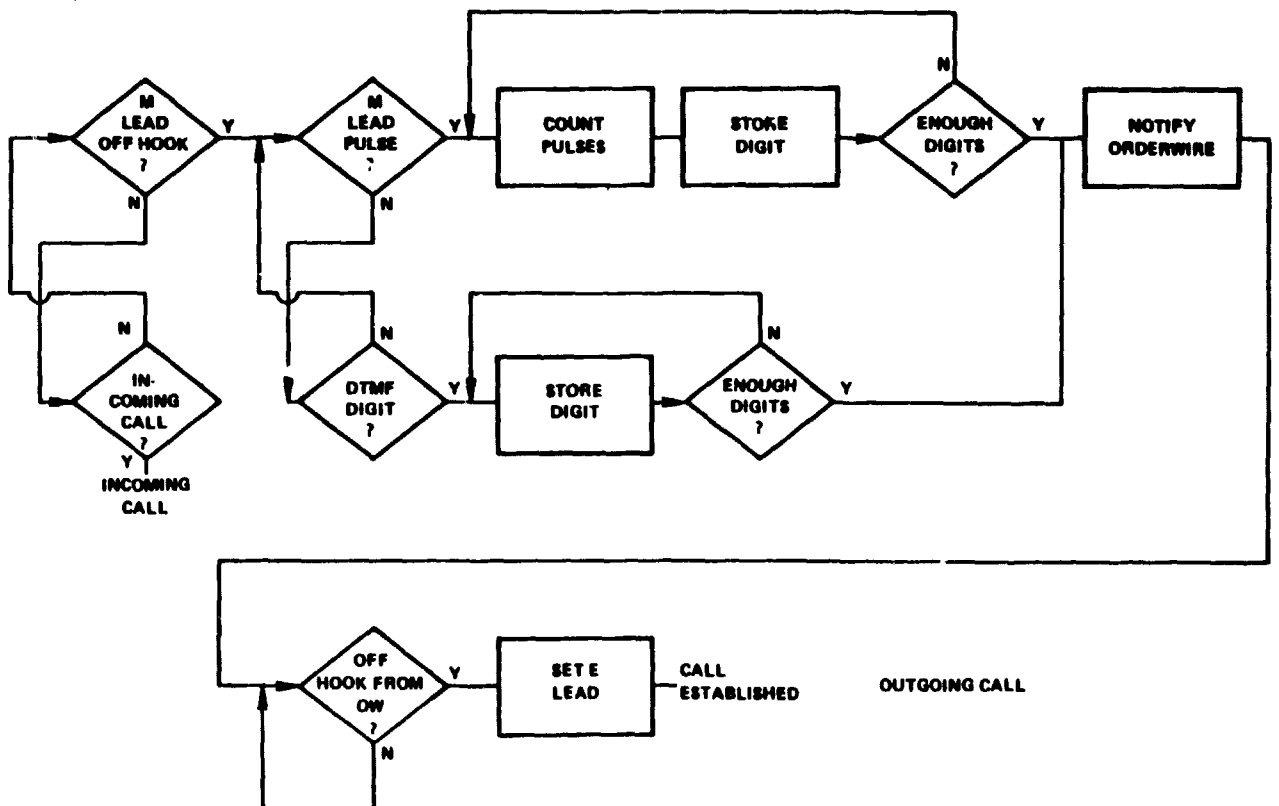 M
LEAD
OFF HOOK
?
Y
N
M
LEAD
PULSE
?
Y
N
COUNT
PULSES
STOKE
DIGIT
N
ENOUGH
DIGITS
?
Y
NOTIFY
ORDERWIRE
N
IN-
COMING
CALL
?
Y
INCOMING
CALL
N
DTMF
DIGIT
?
Y
STORE
DIGIT
N
ENOUGH
DIGITS
?
Y
OFF
HOOK FROM
OW
?
Y
N
SET E
LEAD
CALL
ESTABLISHED
OUTGOING CALL